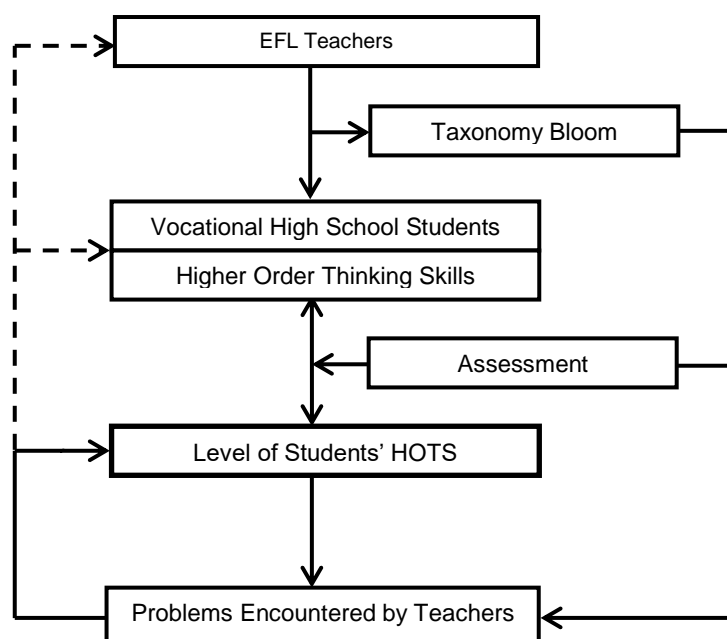 EFL Teachers
Taxonomy Bloom
Vocational High School Students
Higher Order Thinking Skills
Assessment
Level of Students’ HOTS
Problems Encountered by Teachers